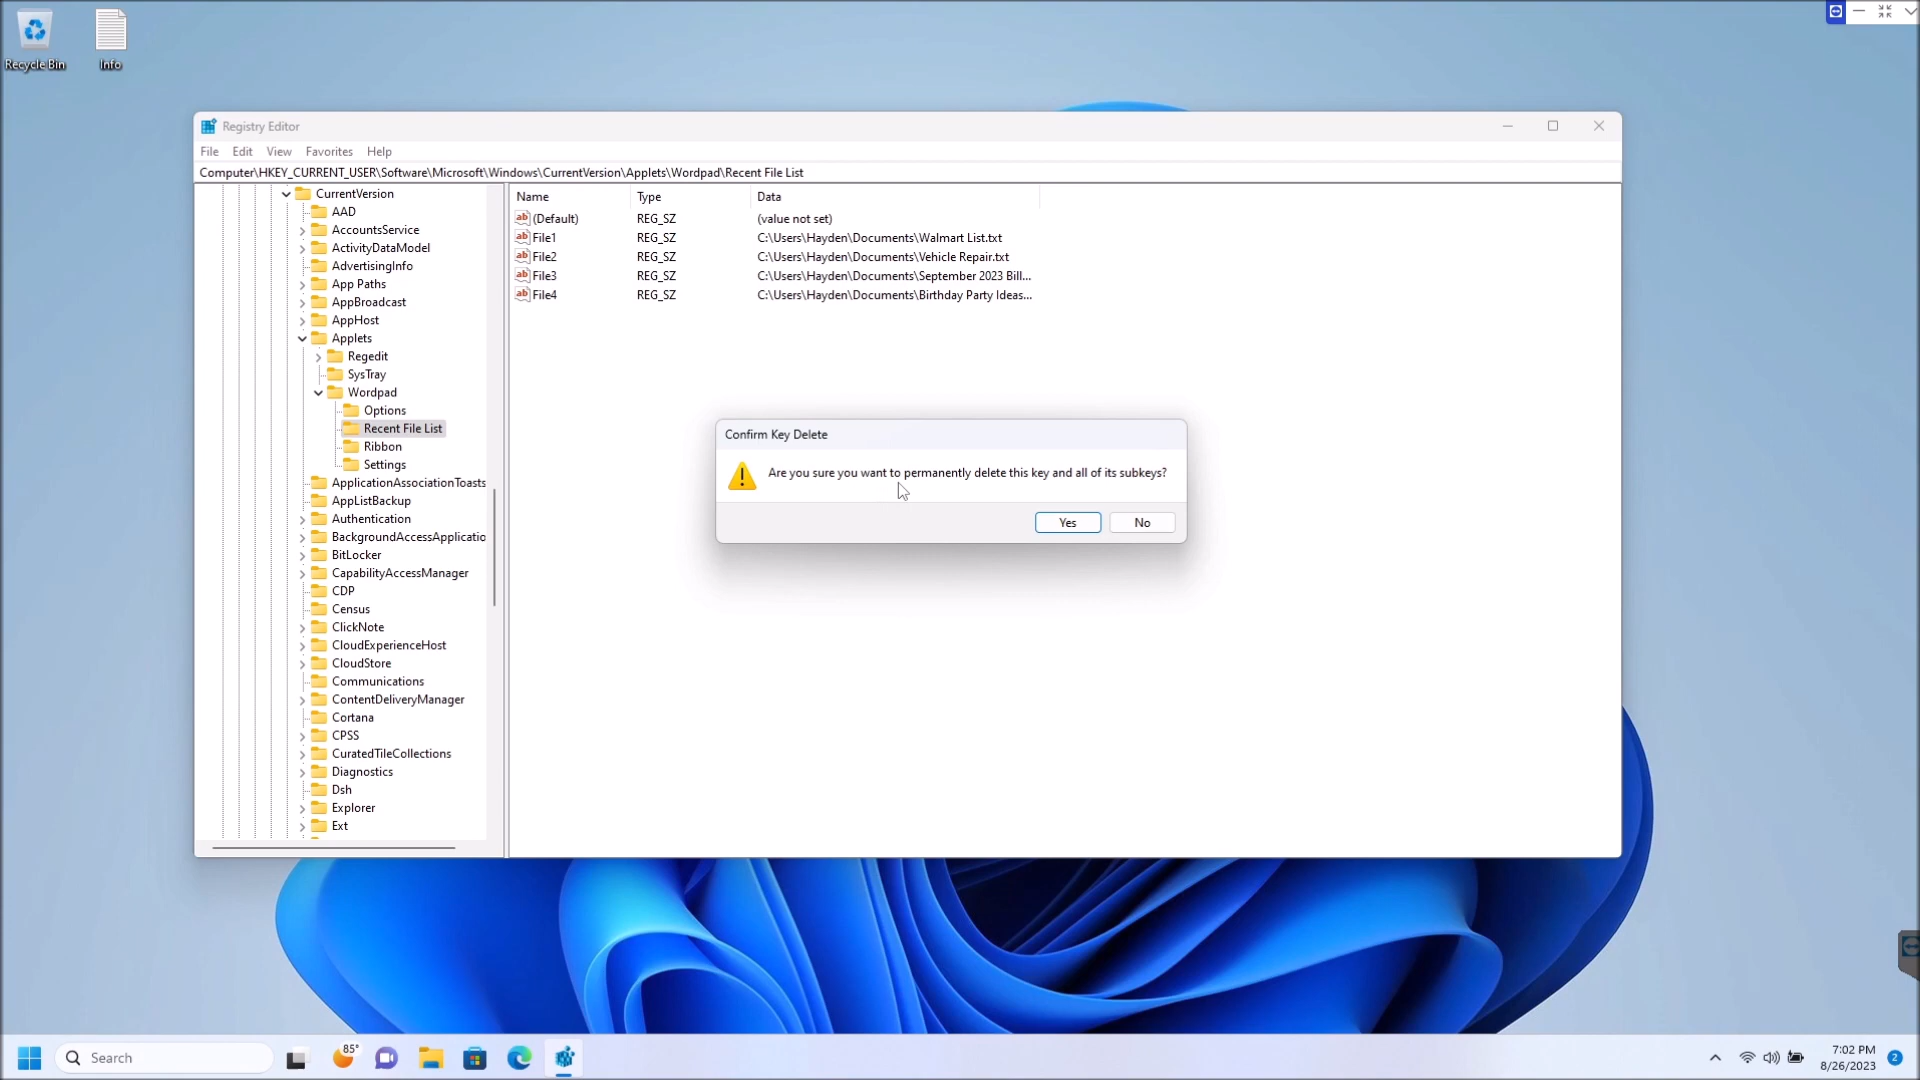 Recycle Bin
Info
Registry Editor
File Edit View Favorites Help
Computer\HKEY_CURRENT_USER\Software\Microsoft\Windows\CurrentVersion\Applets\Wordpad\Recent File List
CurrentVersion
AAD
AccountsService
ActivityDataModel
AdvertisingInfo
App Paths
AppBroadcast
AppHost
Applets
Regedit
SysTray
Wordpad
Options
Recent File List
Ribbon
Settings
ApplicationAssociationToasts
AppListBackup
Authentication
BackgroundAccessApplicatio
BitLocker
CapabilityAccessManager
CDP
Census
ClickNote
CloudExperienceHost
CloudStore
Communications
ContentDeliveryManager
Cortana
CPSS
CuratedTileCollections
Diagnostics
Dsh
Explorer
Ext
Name Type Data
ab (Default) REG_SZ (value not set)
ab File1 REG_SZ C:\Users\Hayden\Documents\Walmart List.txt
ab File2 REG_SZ C:\Users\Hayden\Documents\Vehicle Repair.txt
ab File3 REG_SZ C:\Users\Hayden\Documents\September 2023 Bill...
ab File4 REG_SZ C:\Users\Hayden\Documents\Birthday Party Ideas...
Confirm Key Delete
Are you sure you want to permanently delete this key and all of its subkeys?
Yes No
Search
85°
7:02 PM
8/26/2023
2